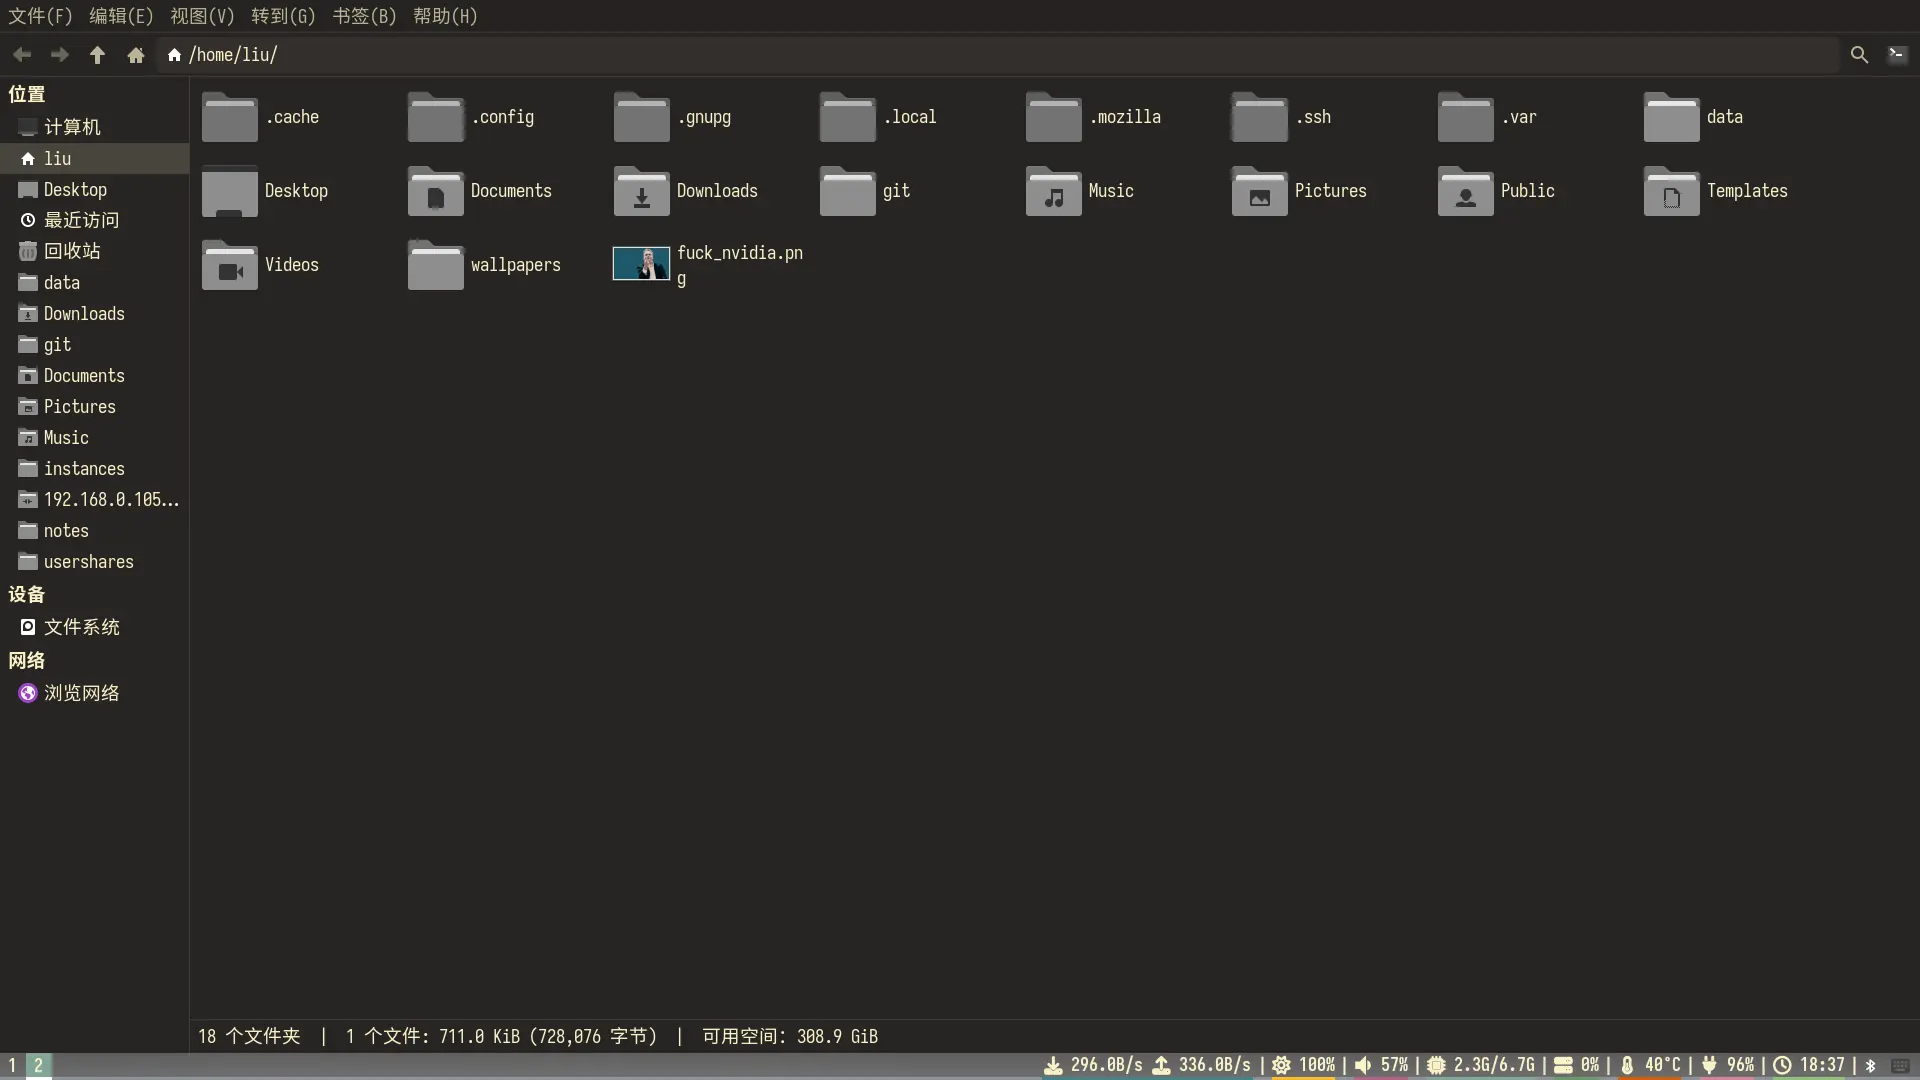 文件(F) 编辑(E) 视图(V) 转到(G) 书签(B) 帮助(H)
/home/liu/
位置
计算机
liu
Desktop
最近访问
回收站
data
Downloads
git
Documents
Pictures
Music
instances
192.168.0.105...
notes
usershares
设备
文件系统
网络
浏览网络
.cache .config .gnupg .local .mozilla .ssh .var data
Desktop Documents Downloads git Music Pictures Public Templates
Videos wallpapers fuck_nvidia.pn
g
18 个文件夹 | 1 个文件: 711.0 KiB (728,076 字节) | 可用空间: 308.9 GiB
1 2 296.0B/s 336.0B/s | 100% | 57% | 2.3G/6.7G | 0% | 40°C | 96% | 18:37 |